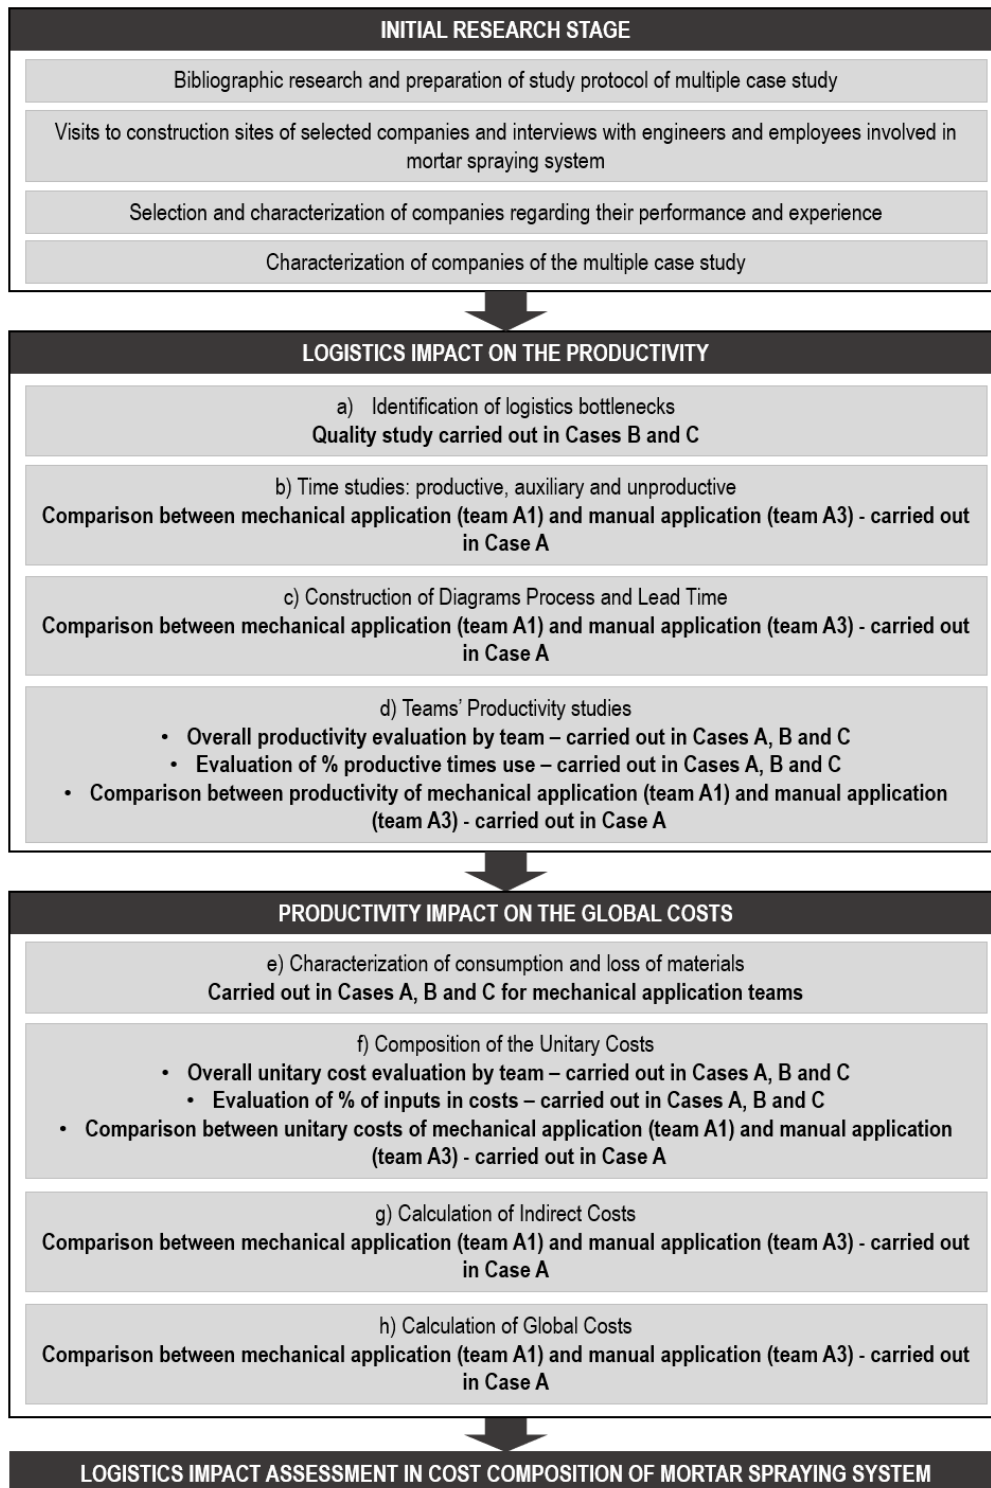 INITIAL RESEARCH STAGE
Bibliographic research and preparation of study protocol of multiple case study
Visits to construction sites of selected companies and interviews with engineers and employees involved in
mortar spraying system
Selection and characterization of companies regarding their performance and experience
Characterization of companies of the multiple case study
LOGISTICS IMPACT ON THE PRODUCTIVITY
a) Identification of logistics bottlenecks
Quality study carried out in Cases B and C
b) Time studies: productive, auxiliary and unproductive
Comparison between mechanical application (team A1) and manual application (team A3) - carried out
in Case A
c) Construction of Diagrams Process and Lead Time
Comparison between mechanical application (team A1) and manual application (team A3) - carried out
in Case A
d) Teams’ Productivity studies
• Overall productivity evaluation by team – carried out in Cases A, B and C
• Evaluation of % productive times use – carried out in Cases A, B and C
• Comparison between productivity of mechanical application (team A1) and manual application
(team A3) - carried out in Case A
PRODUCTIVITY IMPACT ON THE GLOBAL COSTS
e) Characterization of consumption and loss of materials
Carried out in Cases A, B and C for mechanical application teams
f) Composition of the Unitary Costs
• Overall unitary cost evaluation by team – carried out in Cases A, B and C
• Evaluation of % of inputs in costs – carried out in Cases A, B and C
• Comparison between unitary costs of mechanical application (team A1) and manual application
(team A3) - carried out in Case A
g) Calculation of Indirect Costs
Comparison between mechanical application (team A1) and manual application (team A3) - carried out
in Case A
h) Calculation of Global Costs
Comparison between mechanical application (team A1) and manual application (team A3) - carried out
in Case A
LOGISTICS IMPACT ASSESSMENT IN COST COMPOSITION OF MORTAR SPRAYING SYSTEM